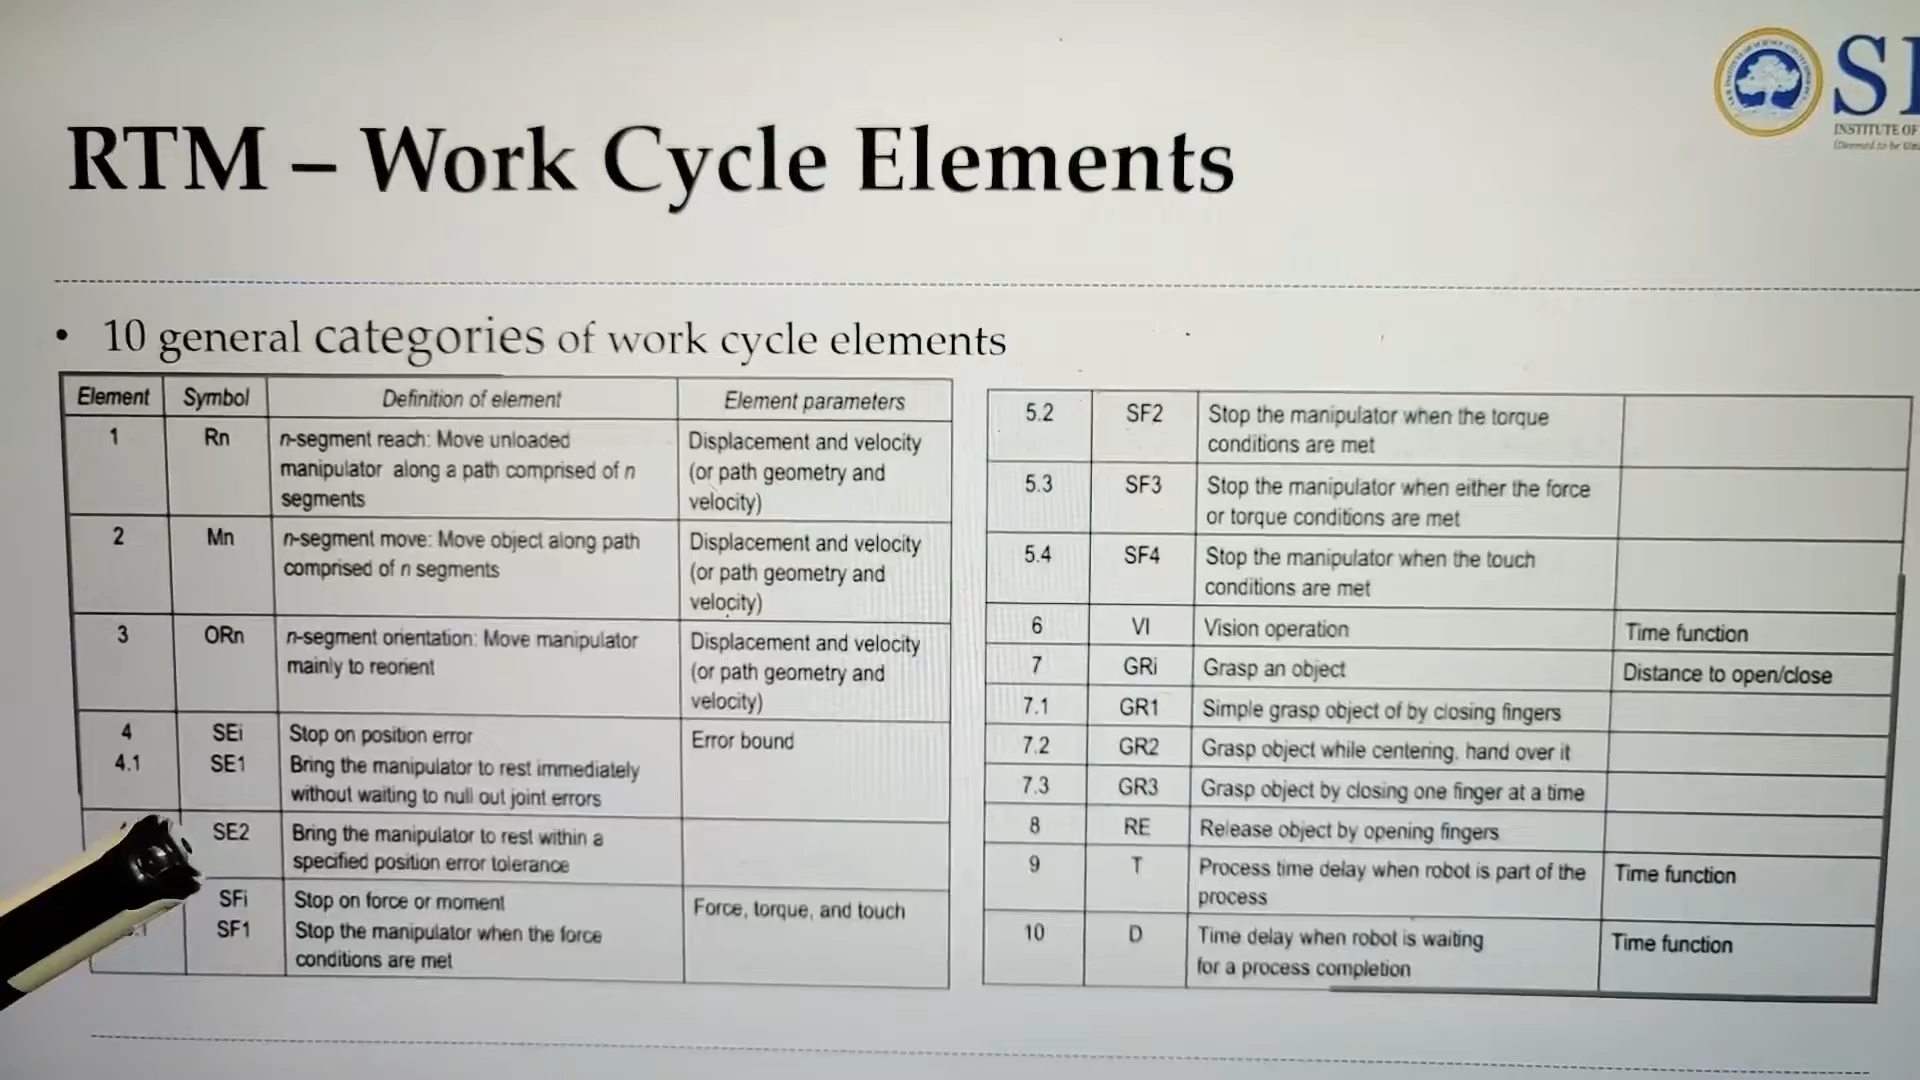 SI
INSTITUTE OF
RTM – Work Cycle Elements
• 10 general categories of work cycle elements
Element Symbol Definition of element Element parameters
1 Rn n-segment reach: Move unloaded manipulator along a path comprised of n segments Displacement and velocity (or path geometry and velocity)
2 Mn n-segment move: Move object along path comprised of n segments Displacement and velocity (or path geometry and velocity)
3 ORn n-segment orientation: Move manipulator mainly to reorient Displacement and velocity (or path geometry and velocity)
4 SEi Stop on position error Error bound
4.1 SE1 Bring the manipulator to rest immediately without waiting to null out joint errors
SE2 Bring the manipulator to rest within a specified position error tolerance
SFi Stop on force or moment Force, torque, and touch
SF1 Stop the manipulator when the force conditions are met
5.2 SF2 Stop the manipulator when the torque conditions are met
5.3 SF3 Stop the manipulator when either the force or torque conditions are met
5.4 SF4 Stop the manipulator when the touch conditions are met
6 VI Vision operation Time function
7 GRi Grasp an object Distance to open/close
7.1 GR1 Simple grasp object of by closing fingers
7.2 GR2 Grasp object while centering, hand over it
7.3 GR3 Grasp object by closing one finger at a time
8 RE Release object by opening fingers
9 T Process time delay when robot is part of the process Time function
10 D Time delay when robot is waiting for a process completion Time function